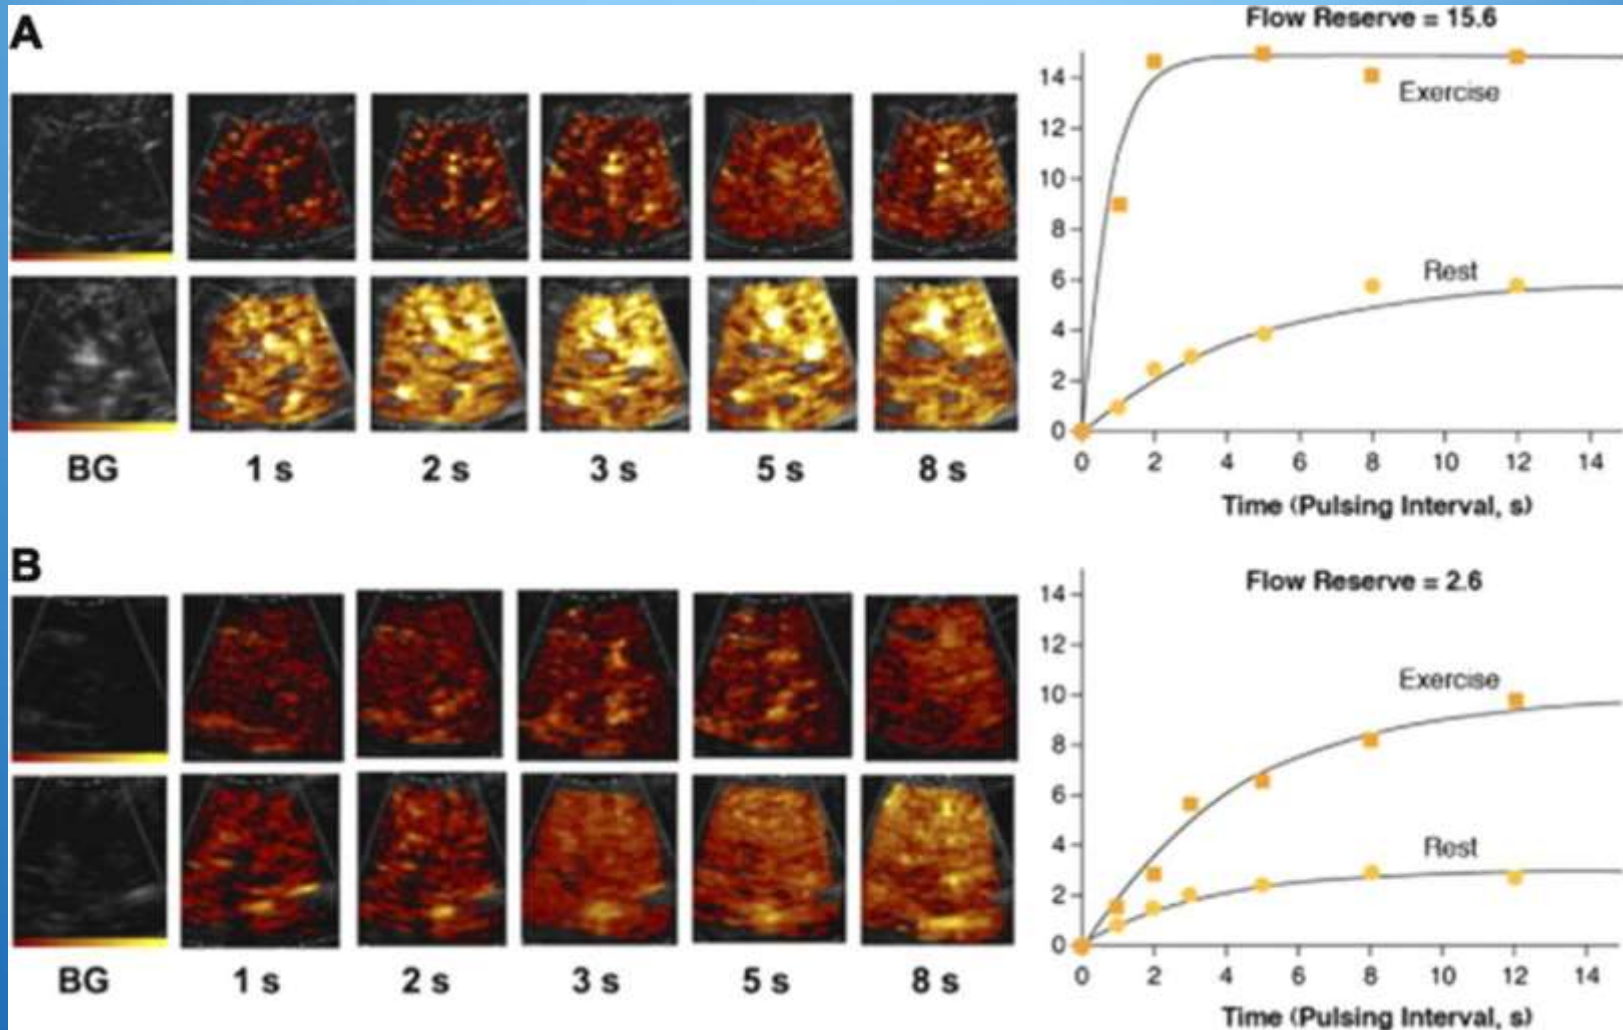 A
Flow Reserve = 15.6
14
12
10
8
6
4
2
0
Exercise
Rest
0 2 4 6 8 10 12 14
Time (Pulsing Interval, s)
BG 1 s 2 s 3 s 5 s 8 s
B
Flow Reserve = 2.6
14
12
10
8
6
4
2
0
Exercise
Rest
0 2 4 6 8 10 12 14
Time (Pulsing Interval, s)
BG 1 s 2 s 3 s 5 s 8 s